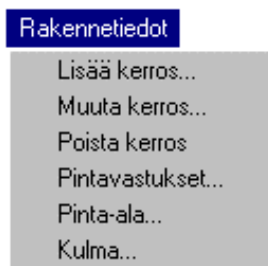 Rakennetiedot
Lisää kerros...
Muuta kerros...
Poista kerros
Pintavastukset...
Pinta-ala...
Kulma...